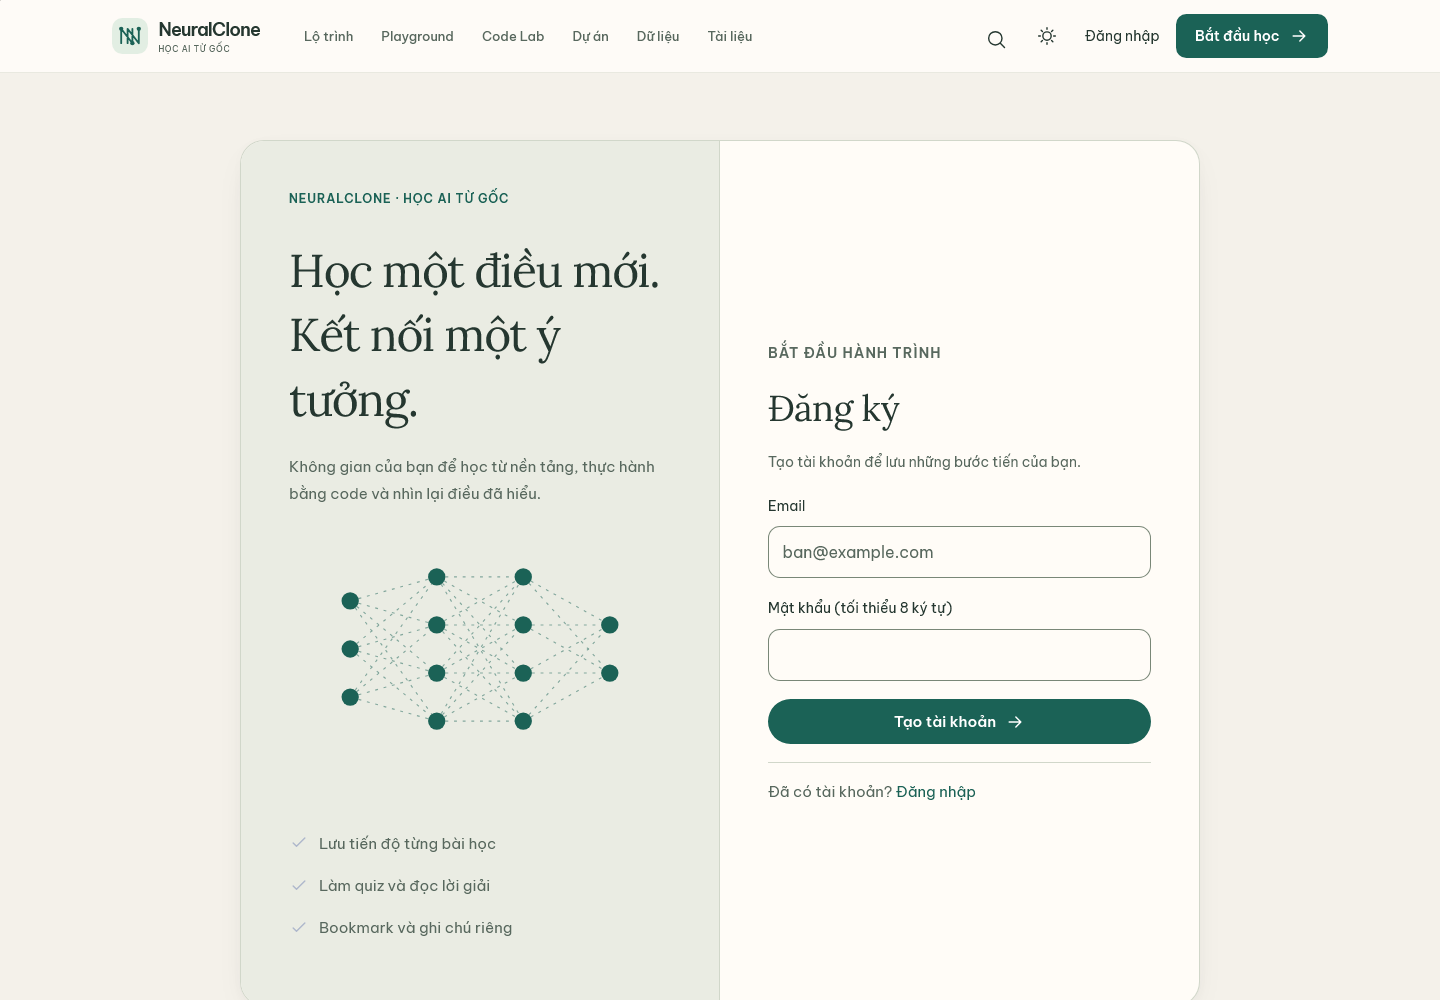 NeuralClone
HỌC AI TỪ GỐC
Lộ trình
Playground
Code Lab
Dự án
Dữ liệu
Tài liệu
Đăng nhập
Bắt đầu học
NEURALCLONE · HỌC AI TỪ GỐC
Học một điều mới.
Kết nối một ý
tưởng.
Không gian của bạn để học từ nền tảng, thực hành
bằng code và nhìn lại điều đã hiểu.
Lưu tiến độ từng bài học
Làm quiz và đọc lời giải
Bookmark và ghi chú riêng
BẮT ĐẦU HÀNH TRÌNH
Đăng ký
Tạo tài khoản để lưu những bước tiến của bạn.
Email
ban@example.com
Mật khẩu (tối thiểu 8 ký tự)
Tạo tài khoản
Đã có tài khoản? Đăng nhập